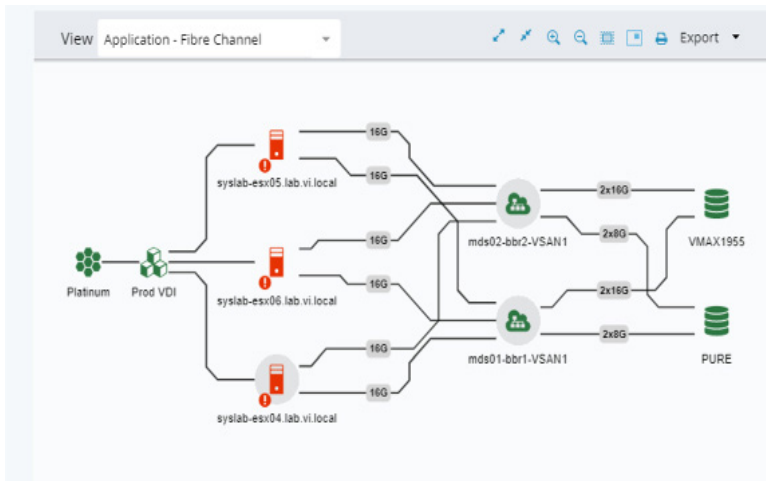 View Application - Fibre Channel Export
16G
syslab-esx05.lab.vi.local
16G
2x16G
16G
mds02-bbr2-VSAN1
2x8G
VMAX1955
Platinum Prod VDI
syslab-esx06.lab.vi.local
16G
2x16G
16G
mds01-bbr1-VSAN1
2x8G
PURE
16G
syslab-esx04.lab.vi.local